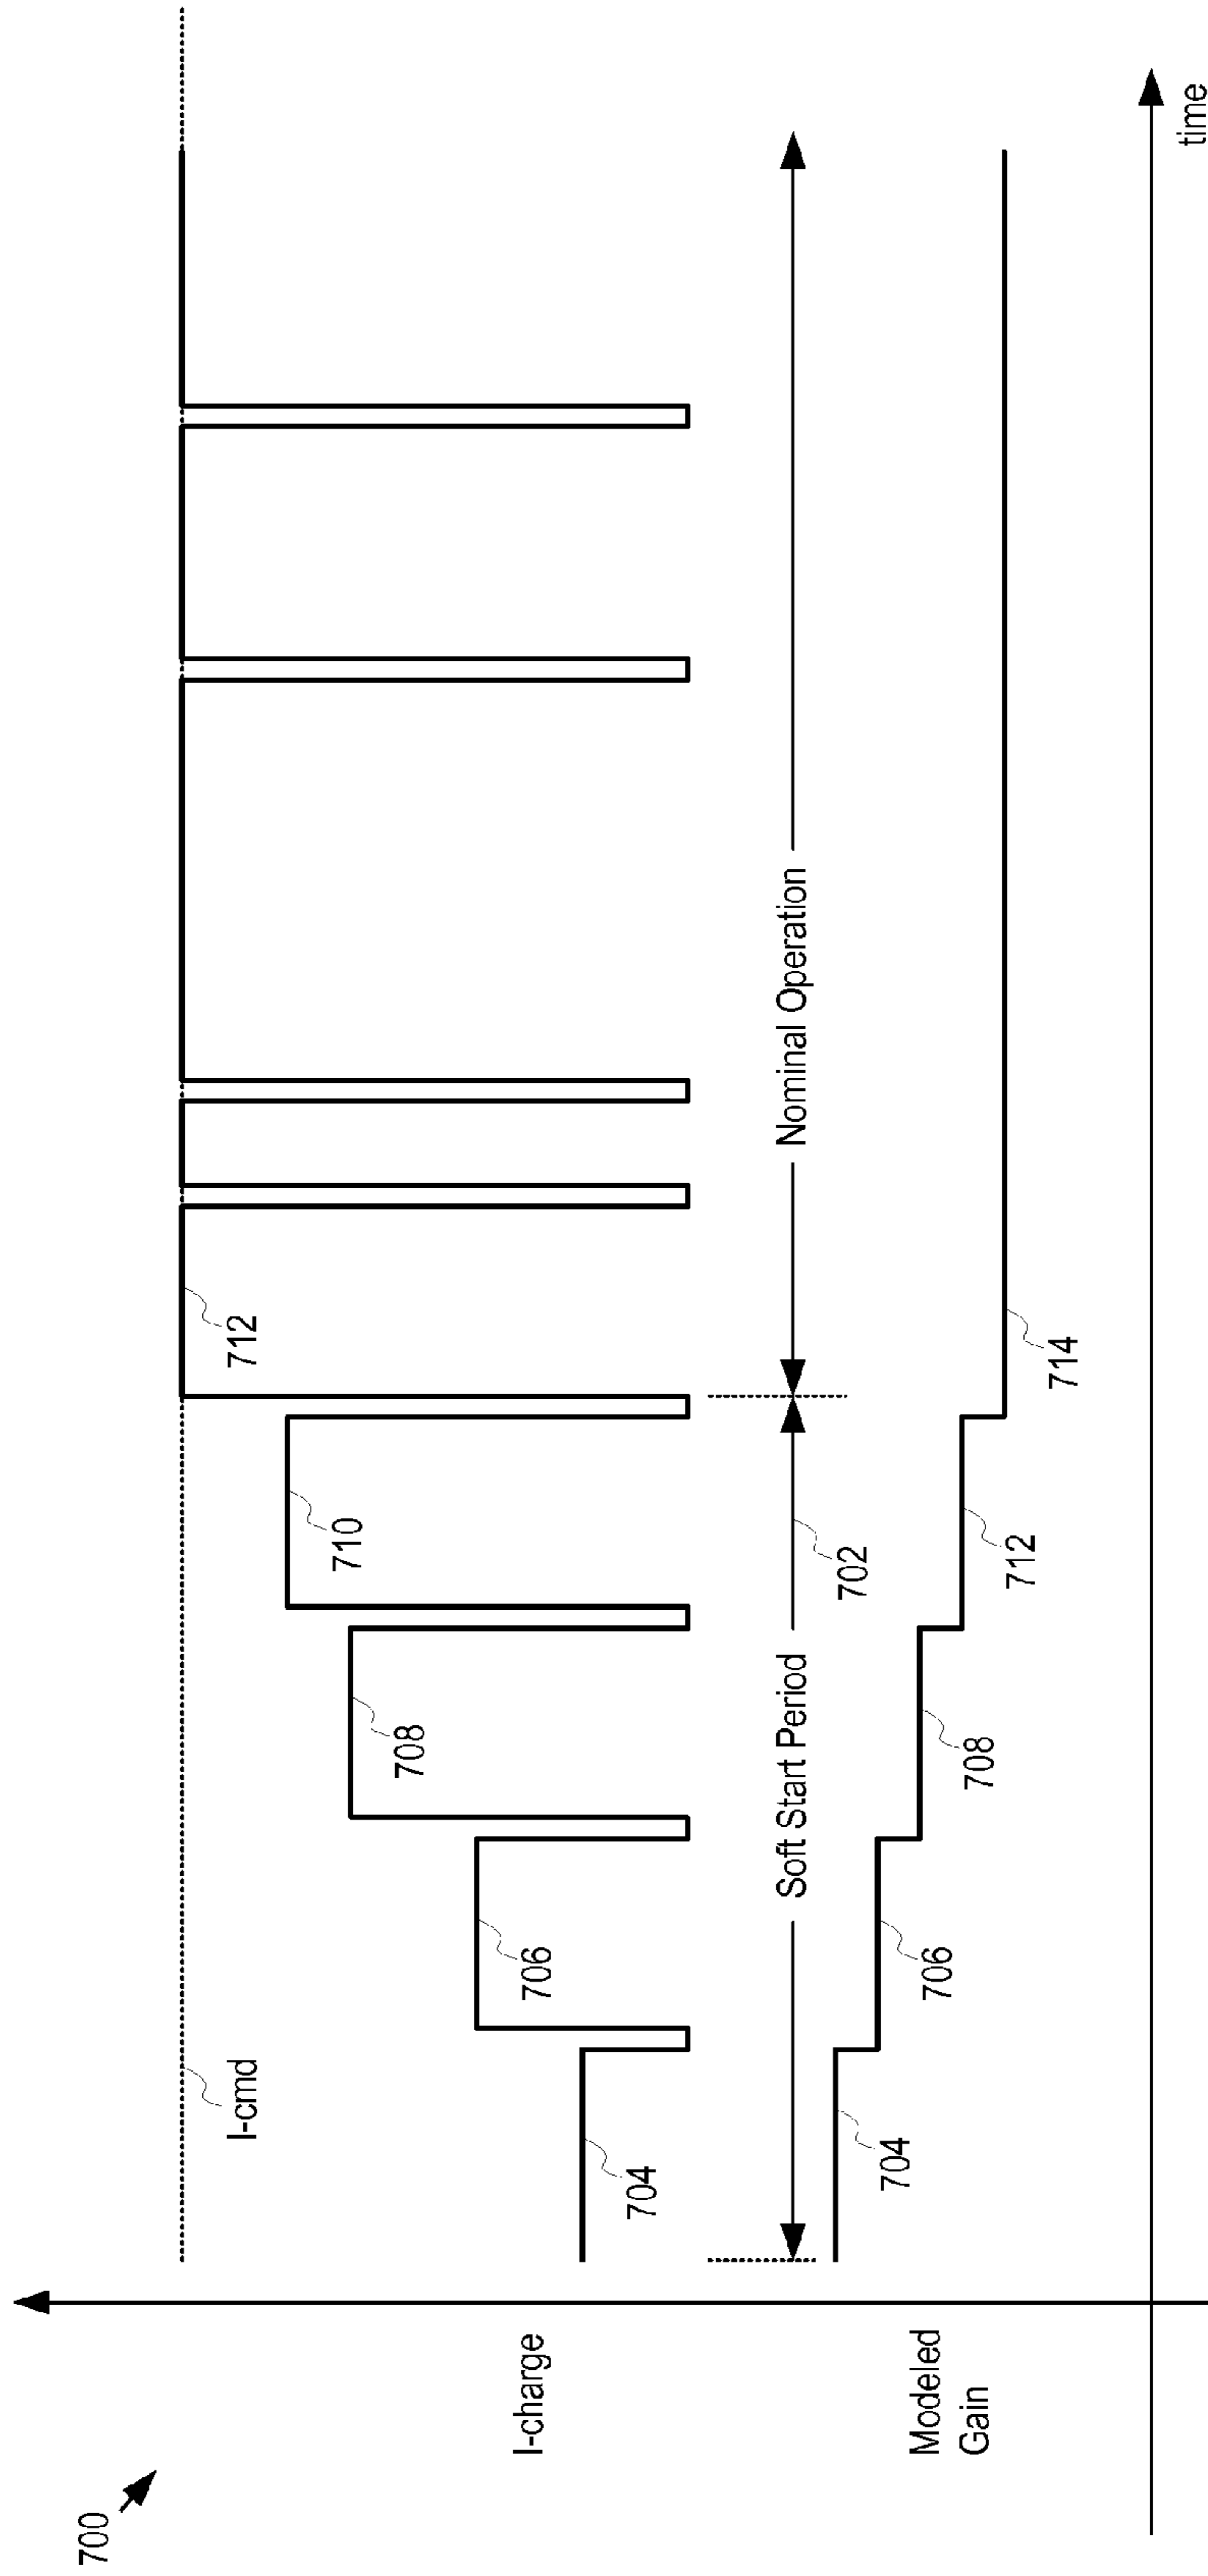 700
I-cmd
712
710
708
706
704
I-charge
Soft Start Period
702
Nominal Operation
Modeled
Gain
704
706
708
712
714
time